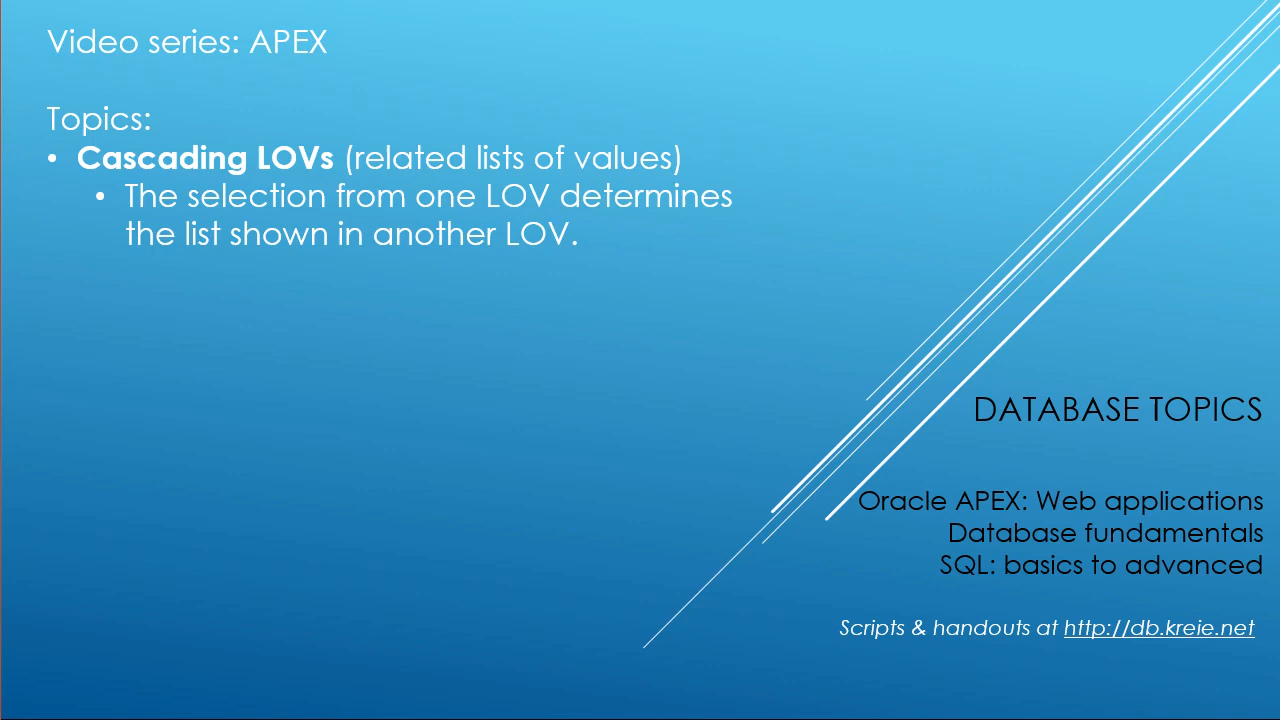 Video series: APEX
Topics:
• Cascading LOVs (related lists of values)
• The selection from one LOV determines
the list shown in another LOV.
DATABASE TOPICS
Oracle APEX: Web applications
Database fundamentals
SQL: basics to advanced
Scripts & handouts at http://db.kreie.net